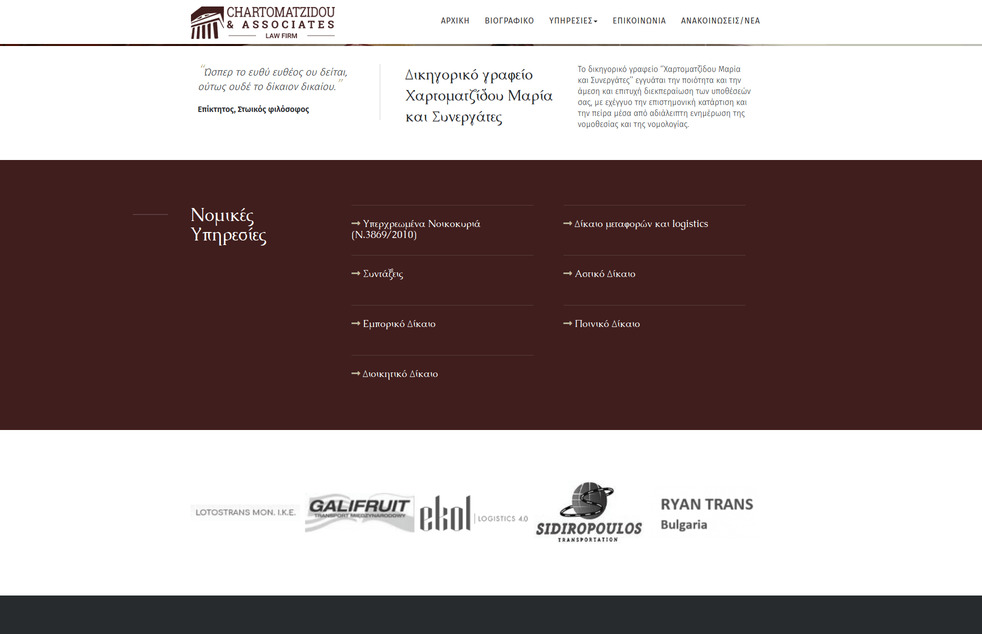 CHARTOMATZIDOU
& ASSOCIATES
LAW FIRM
ΑΡΧΙΚΗ ΒΙΟΓΡΑΦΙΚΟ ΥΠΗΡΕΣΙΕΣ ΕΠΙΚΟΙΝΩΝΙΑ ΑΝΑΚΟΙΝΩΣΕΙΣ/ΝΕΑ
“Ώσπερ το ευθύ ευθέος ου δείται,
ούτως ουδέ το δίκαιον δικαίου.”
Επίκτητος, Στωικός φιλόσοφος
Δικηγορικό γραφείο
Χαρτοματζίδου Μαρία
και Συνεργάτες
Το δικηγορικό γραφείο “Χαρτοματζίδου Μαρία
και Συνεργάτες” εγγυάται την ποιότητα και την
άμεση και επιτυχή διεκπεραίωση των υποθέσεών
σας, με εχέγγυο την επιστημονική κατάρτιση και
την πείρα μέσα από αδιάλειπτη ενημέρωση της
νομοθεσίας και της νομολογίας.
Νομικές
Υπηρεσίες
Υπερχρεωμένα Νοικοκυριά
(Ν.3869/2010)
Δίκαιο μεταφορών και logistics
Συντάξεις
Αστικό Δίκαιο
Εμπορικό Δίκαιο
Ποινικό Δίκαιο
Διοικητικό Δίκαιο
LOTOSTRANS MON. I.K.E.
GALIFRUIT
TRANSPORT MIĘDZYNARODOWY
ekol LOGISTICS 4.0
SIDIROPOULOS
TRANSPORTATION
RYAN TRANS
Bulgaria